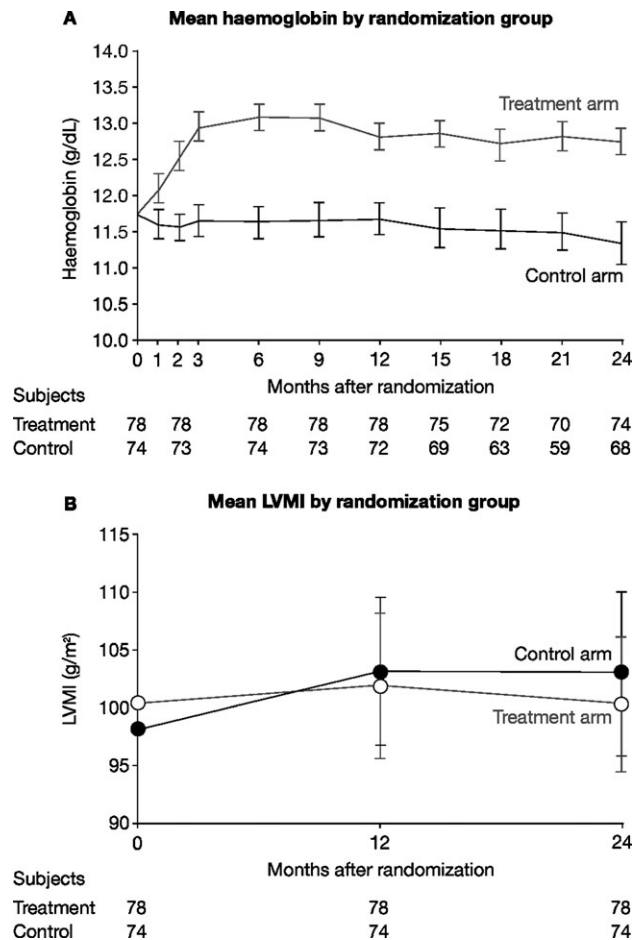 A Mean haemoglobin by randomization group
14.0
13.5
13.0
12.5
12.0
11.5
11.0
10.5
10.0
Haemoglobin (g/dL)
Treatment arm
Control arm
0 1 2 3 6 9 12 15 18 21 24
Months after randomization
Subjects
Treatment 78 78 78 78 78 75 72 70 74
Control 74 73 74 73 72 69 63 59 68
B Mean LVMI by randomization group
115
110
105
100
95
90
LVMI (g/m²)
Control arm
Treatment arm
0 12 24
Months after randomization
Subjects
Treatment 78 78 78
Control 74 74 74